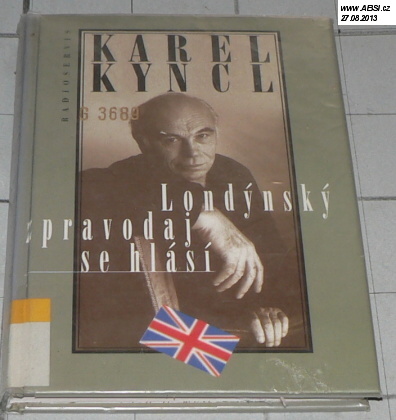 www.ABSI.cz
27.08.2013
RADIOSERVIS
KAREL
KYNCL
G 3689
Londýnský
zpravodaj
se hlásí